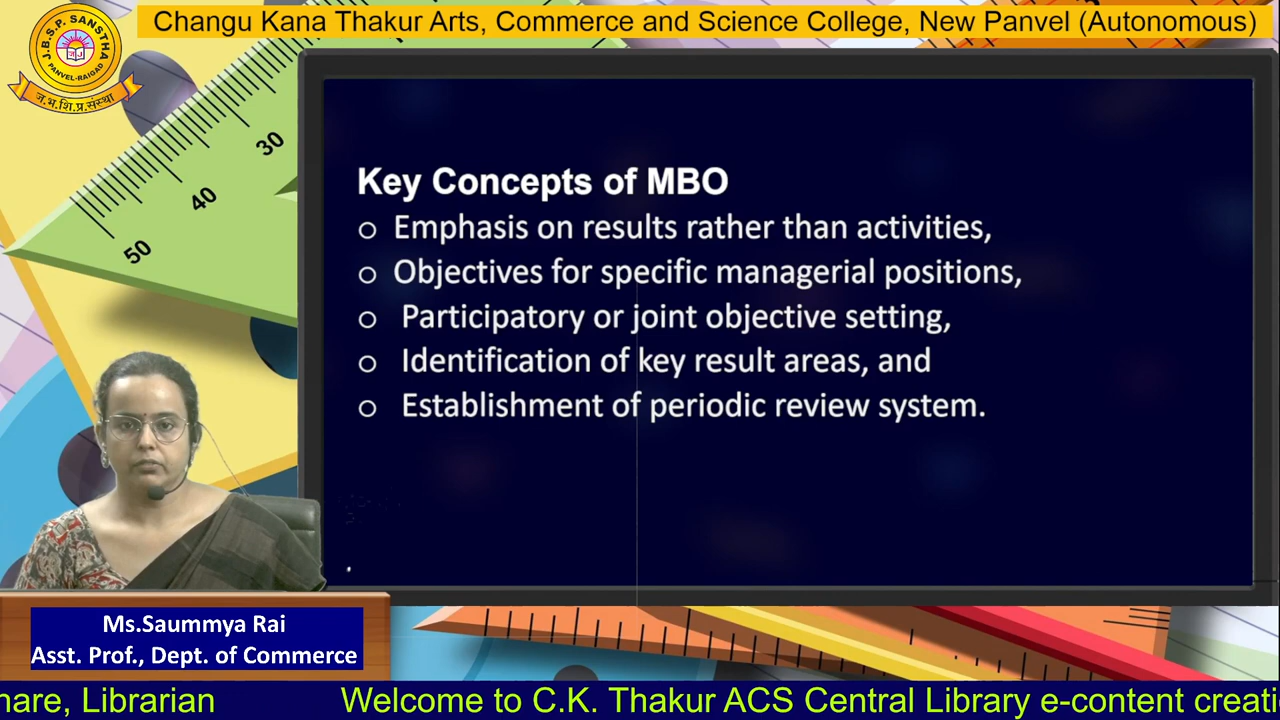 Changu Kana Thakur Arts, Commerce and Science College, New Panvel (Autonomous)
J.B.S.P. SANSTHA
PANVEL-RAIGAD
ज.भ.शि.प्र.संस्था
30
40
50
Key Concepts of MBO
o Emphasis on results rather than activities,
o Objectives for specific managerial positions,
o Participatory or joint objective setting,
o Identification of key result areas, and
o Establishment of periodic review system.
Ms.Saummya Rai
Asst. Prof., Dept. of Commerce
hare, Librarian Welcome to C.K. Thakur ACS Central Library e-content creati